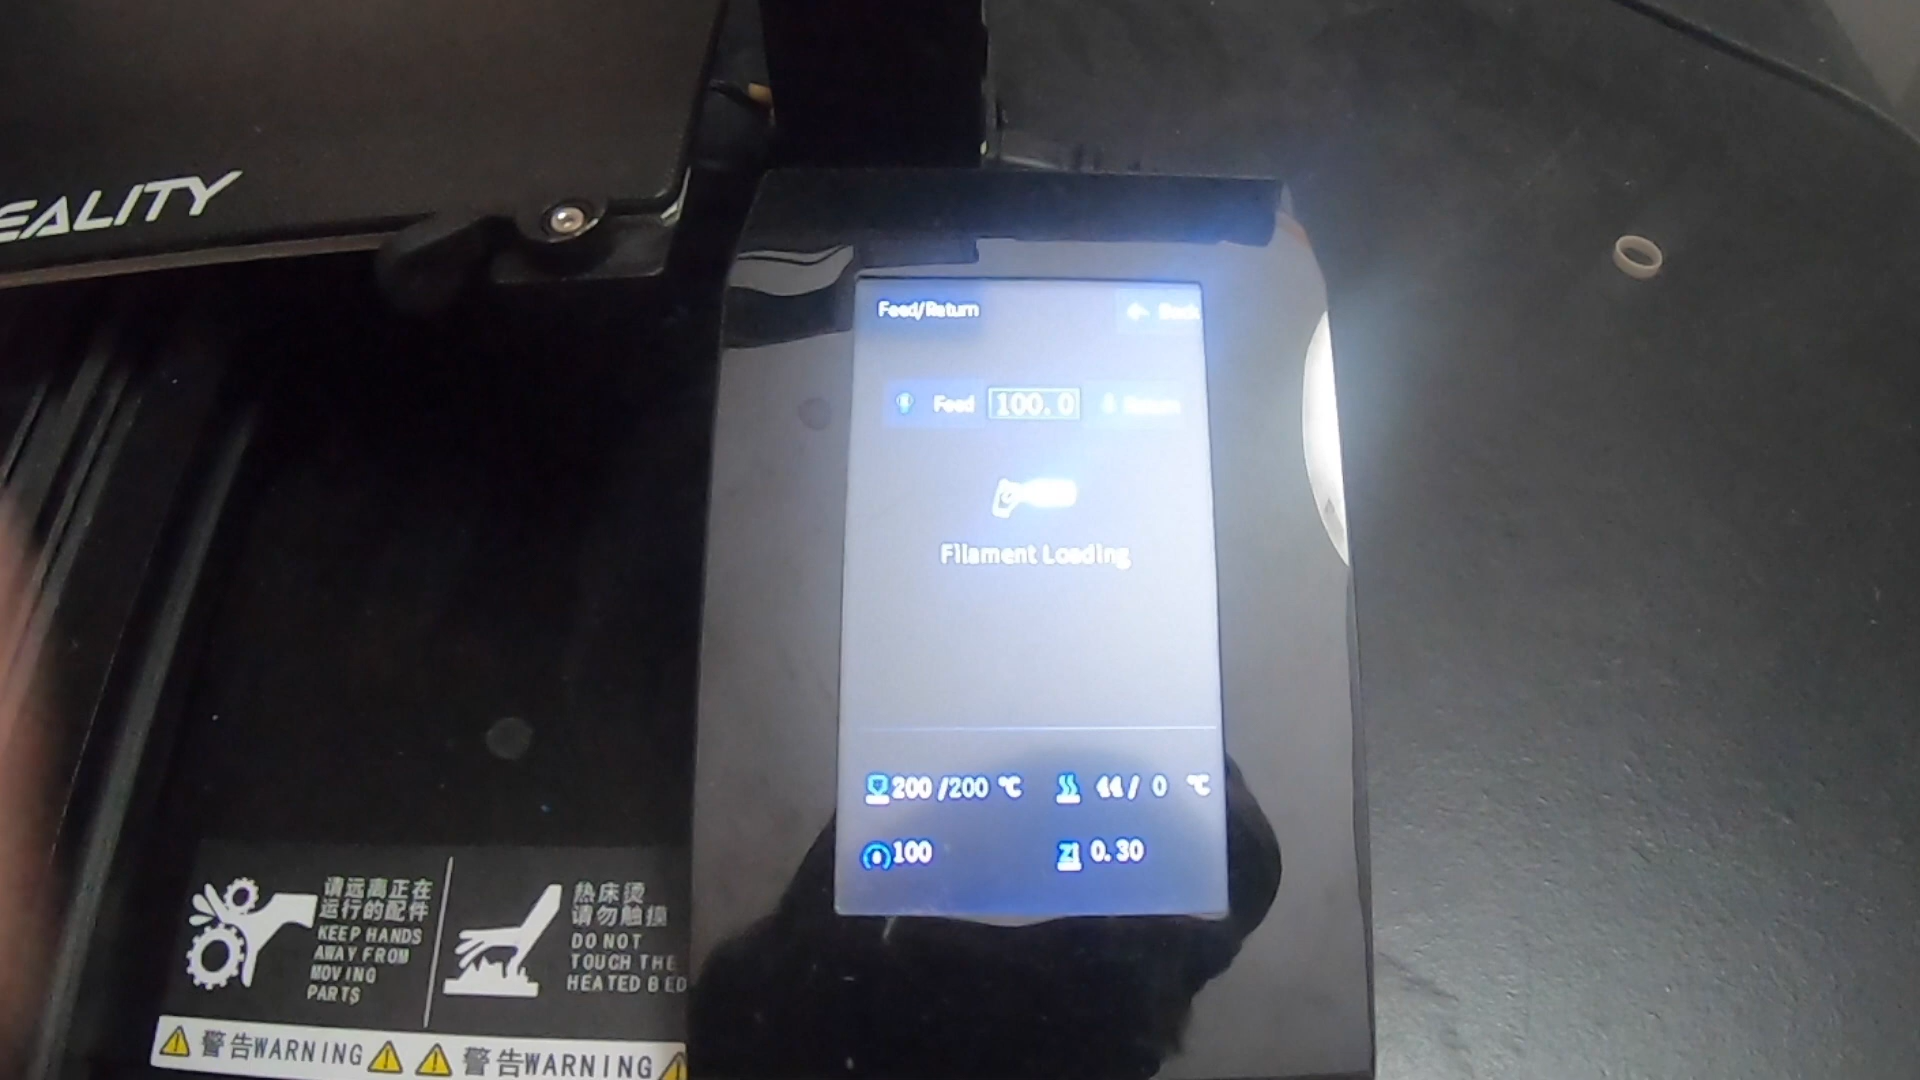 EALITY
Feed/Return
Back
Feed 100.0 Return
Filament Loading
200 /200 ℃
44 / 0 ℃
100
0.30
请远离正在
运行的配件
KEEP HANDS
AWAY FROM
MOVING
PARTS
热床烫
请勿触摸
DO NOT
TOUCH THE
HEATED BED
警告WARNING
警告WARNING